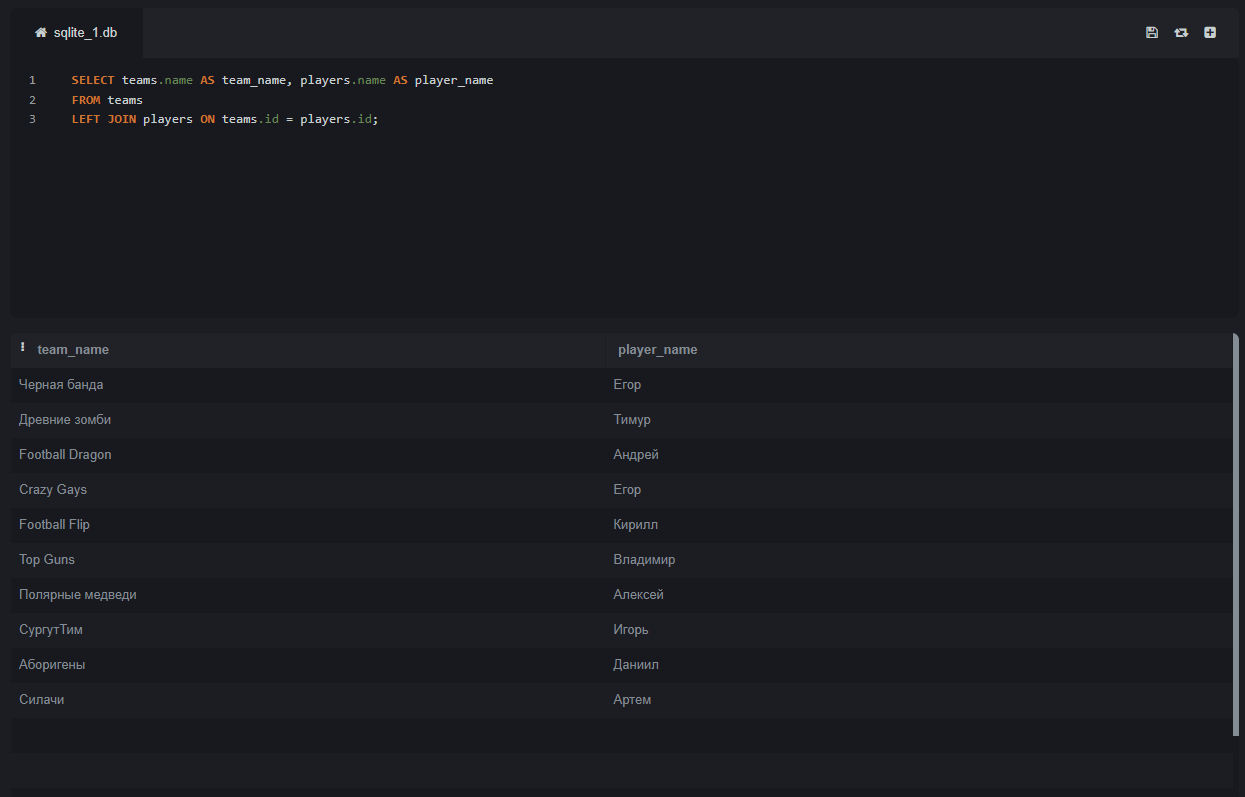 sqlite_1.db
1 SELECT teams.name AS team_name, players.name AS player_name
2 FROM teams
3 LEFT JOIN players ON teams.id = players.id;
team_name player_name
Черная банда Егор
Древние зомби Тимур
Football Dragon Андрей
Crazy Gays Егор
Football Flip Кирилл
Top Guns Владимир
Полярные медведи Алексей
СургутТим Игорь
Аборигены Даниил
Силачи Артем